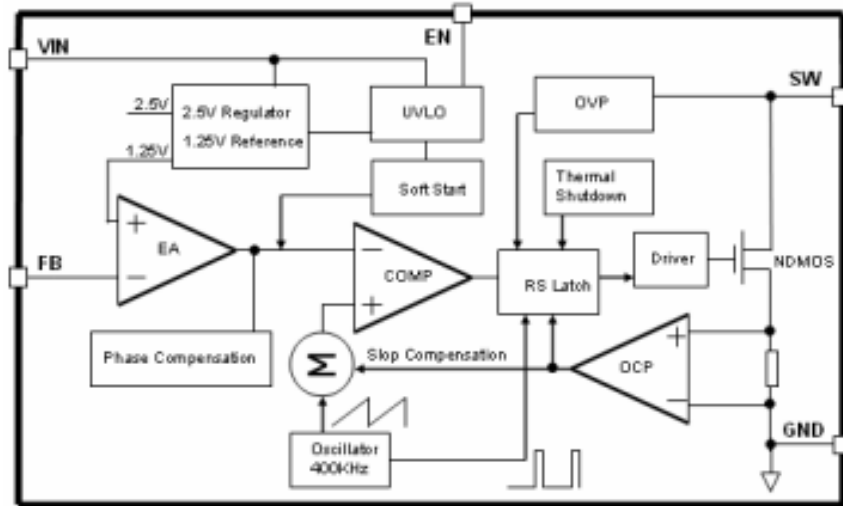 EN
VIN
SW
2.5V
2.5V Regulator
1.25V Reference
UVLO
OVP
1.25V
Soft Start
Thermal
Shutdown
+
EA
−
FB
−
COMP
+
RS Latch
Driver
NDMOS
Phase Compensation
Σ
Slop Compensation
+
OCP
−
GND
Oscillator
400KHz